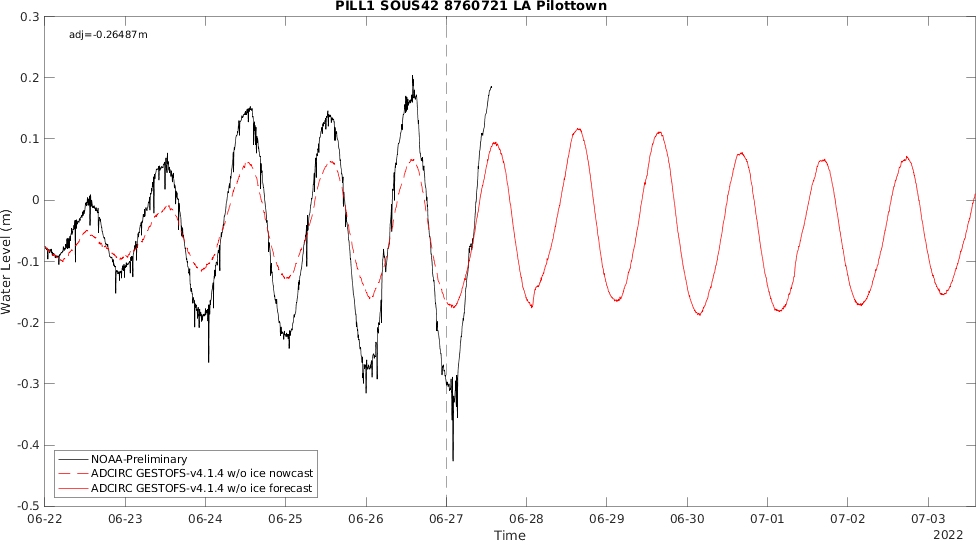 PILL1 SOUS42 8760721 LA Pilottown
adj=-0.26487m
0.3
0.2
0.1
0
-0.1
-0.2
-0.3
-0.4
-0.5
Water Level (m)
NOAA-Preliminary
ADCIRC GESTOFS-v4.1.4 w/o ice nowcast
ADCIRC GESTOFS-v4.1.4 w/o ice forecast
06-22 06-23 06-24 06-25 06-26 06-27 06-28 06-29 06-30 07-01 07-02 07-03
Time
2022